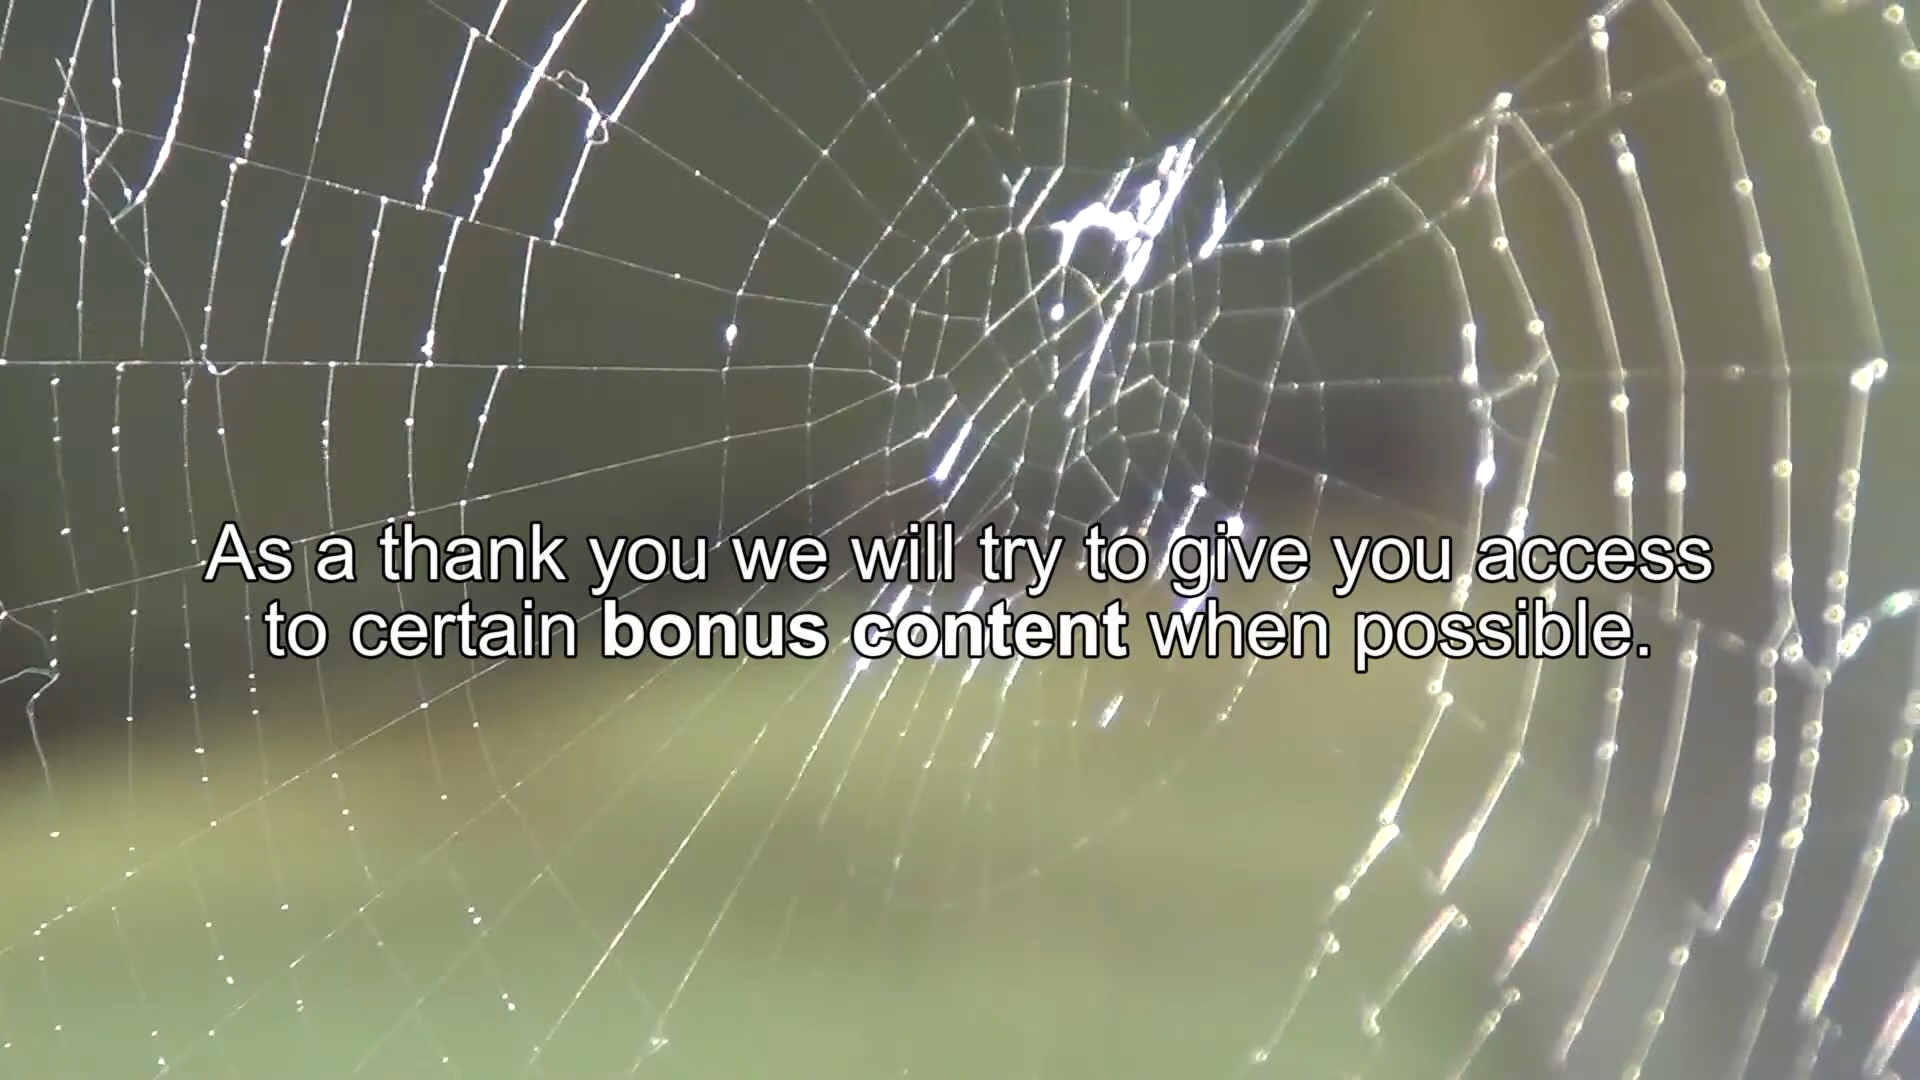 As a thank you we will try to give you access
to certain bonus content when possible.